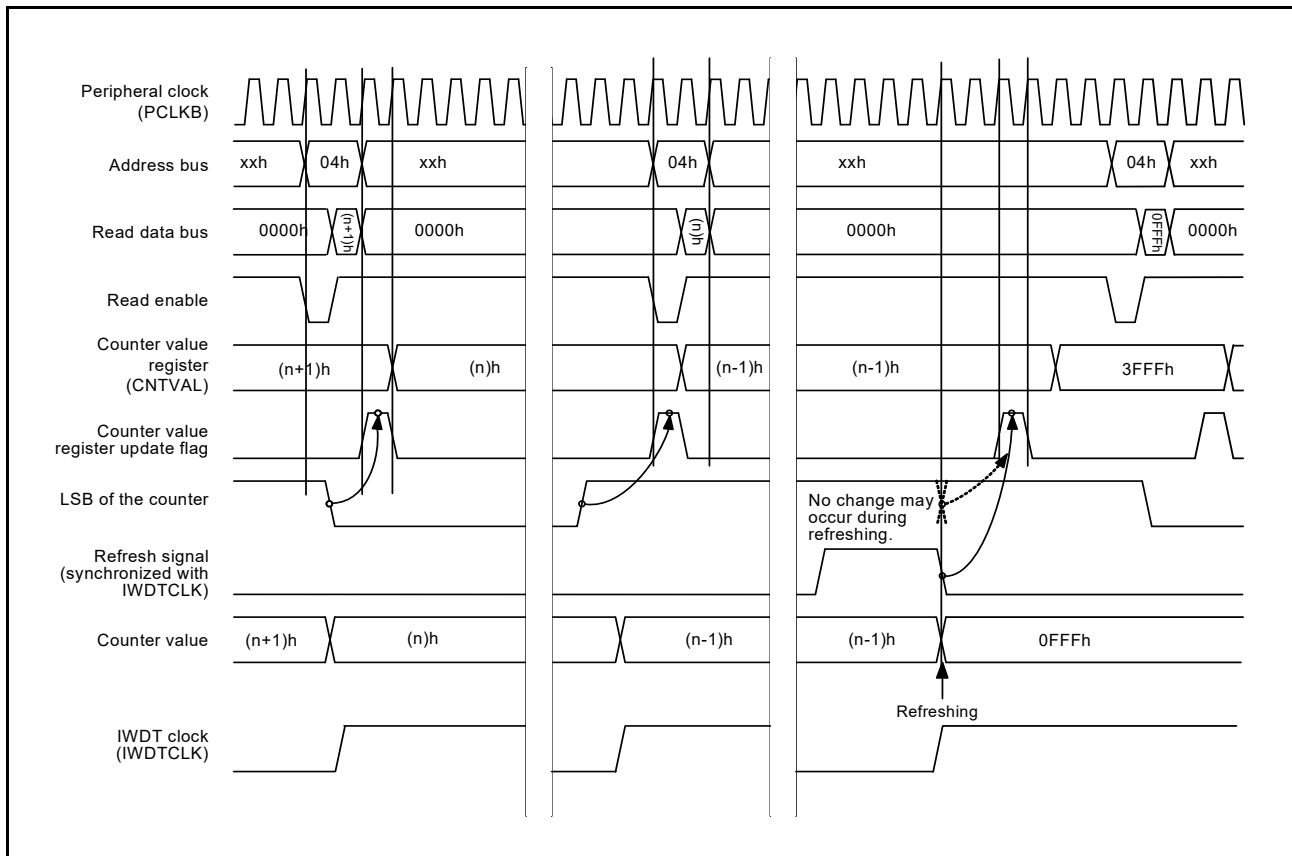 Peripheral clock
(PCLKB)
Address bus
xxh
04h
xxh
04h
xxh
04h
xxh
Read data bus
0000h
(n+1)h
0000h
(n)h
0000h
0FFFh
0000h
Read enable
Counter value
register
(CNTVAL)
(n+1)h
(n)h
(n-1)h
(n-1)h
3FFFh
Counter value
register update flag
LSB of the counter
No change may
occur during
refreshing.
Refresh signal
(synchronized with
IWDTCLK)
Counter value
(n+1)h
(n)h
(n-1)h
(n-1)h
0FFFh
Refreshing
IWDT clock
(IWDTCLK)